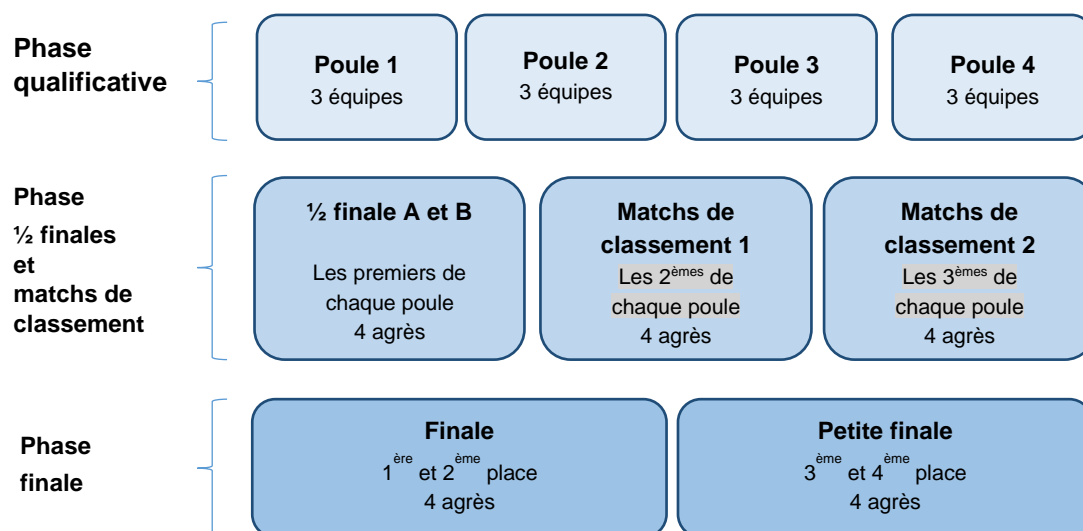 Phase
qualificative
Poule 1
3 équipes
Poule 2
3 équipes
Poule 3
3 équipes
Poule 4
3 équipes
Phase
½ finales
et
matchs de
classement
½ finale A et B
Les premiers de
chaque poule
4 agrès
Matchs de
classement 1
Les 2èmes de
chaque poule
4 agrès
Matchs de
classement 2
Les 3èmes de
chaque poule
4 agrès
Phase
finale
Finale
1ère et 2ème place
4 agrès
Petite finale
3ème et 4ème place
4 agrès